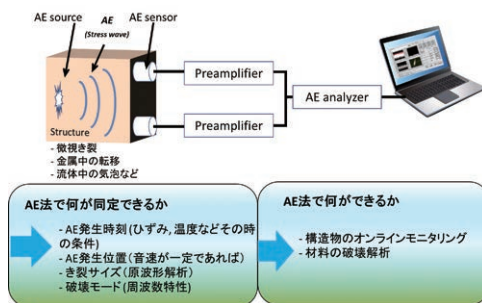 AE source
AE
(Stress wave)
AE sensor
Preamplifier
AE analyzer
Preamplifier
Structure
- 微視き裂
- 金属中の転移
- 流体中の気泡など
AE法で何が同定できるか
- AE発生時刻(ひずみ, 温度などその時
の条件)
- AE発生位置(音速が一定であれば)
- き裂サイズ(原波形解析)
- 破壊モード(周波数特性)
AE法で何ができるか
- 構造物のオンラインモニタリング
- 材料の破壊解析